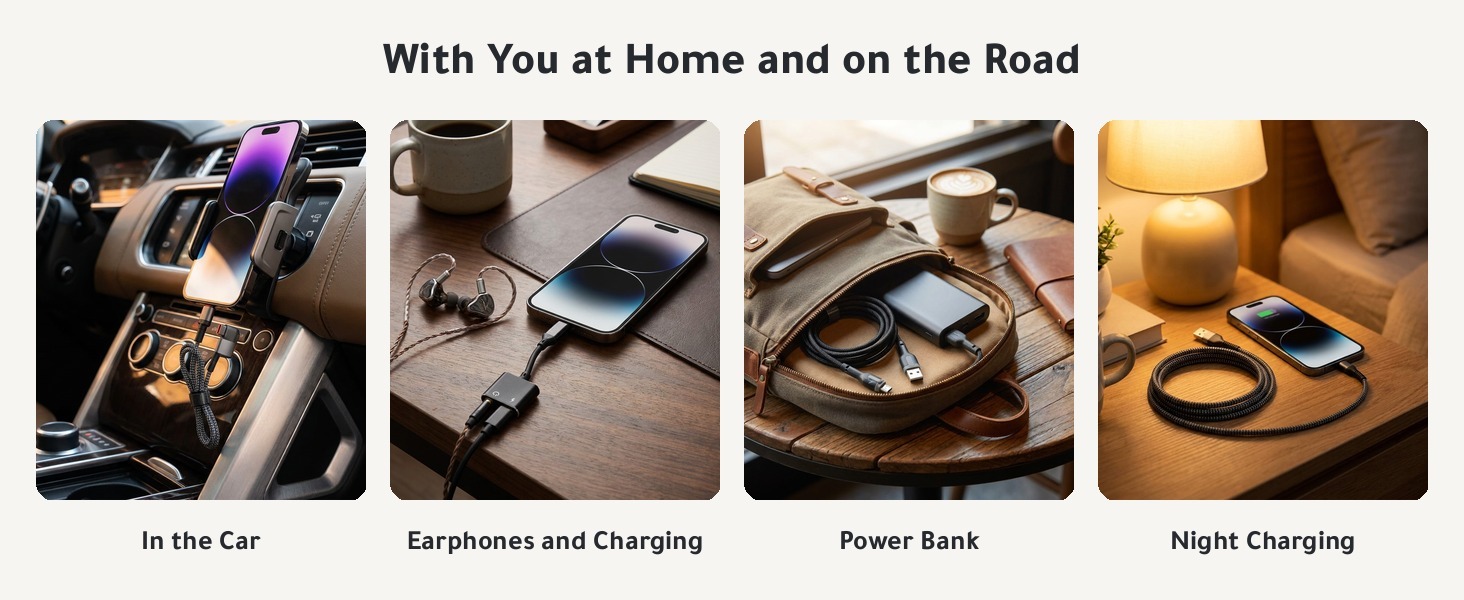 With You at Home and on the Road
In the Car
Earphones and Charging
Power Bank
Night Charging